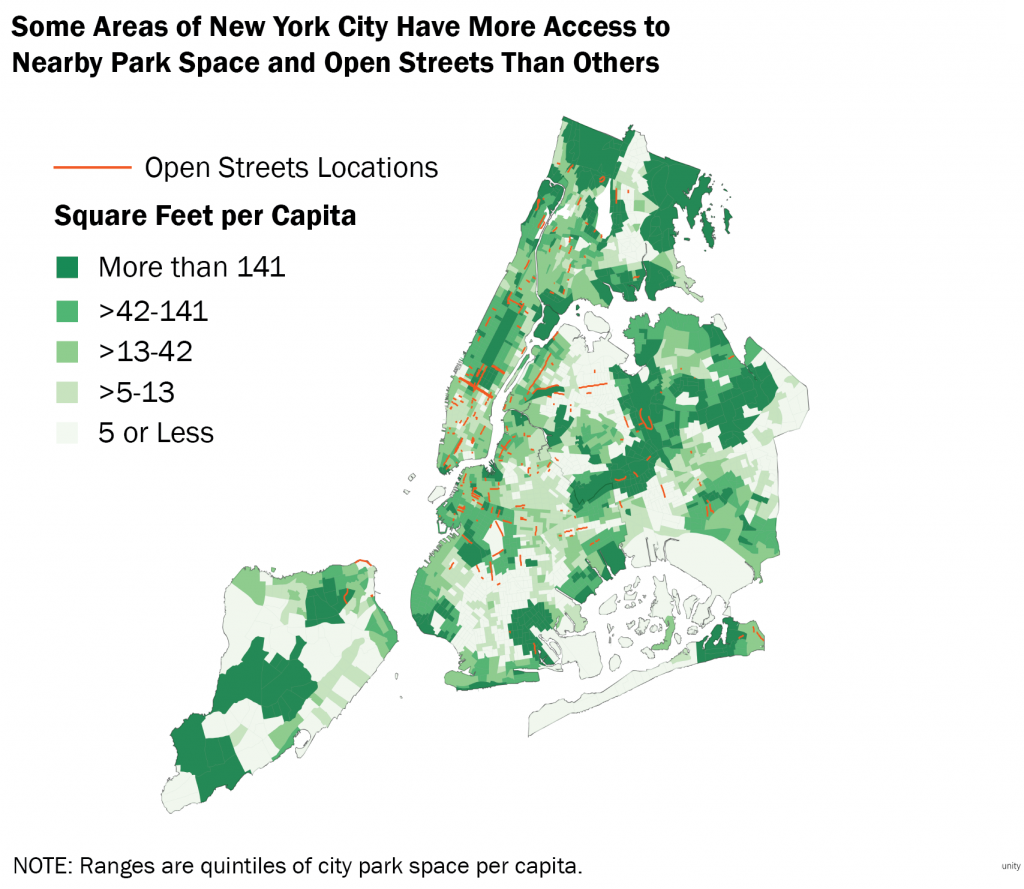 Some Areas of New York City Have More Access to
Nearby Park Space and Open Streets Than Others
Open Streets Locations
Square Feet per Capita
More than 141
>42-141
>13-42
>5-13
5 or Less
NOTE: Ranges are quintiles of city park space per capita.
unity